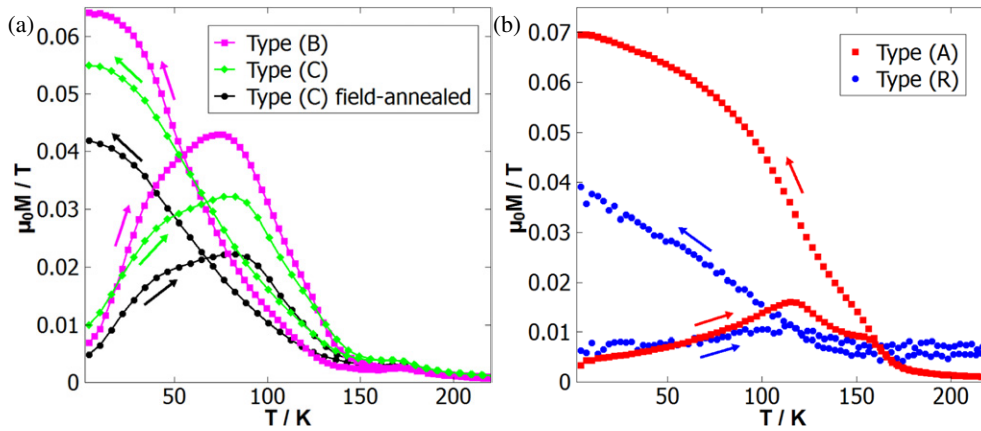 (a)
0.06
0.05
0.04
0.03
0.02
0.01
0
μ₀M / T
50
100
150
200
T / K
Type (B)
Type (C)
Type (C) field-annealed
(b)
0.07
0.06
0.05
0.04
0.03
0.02
0.01
0
μ₀M / T
50
100
150
200
T / K
Type (A)
Type (R)